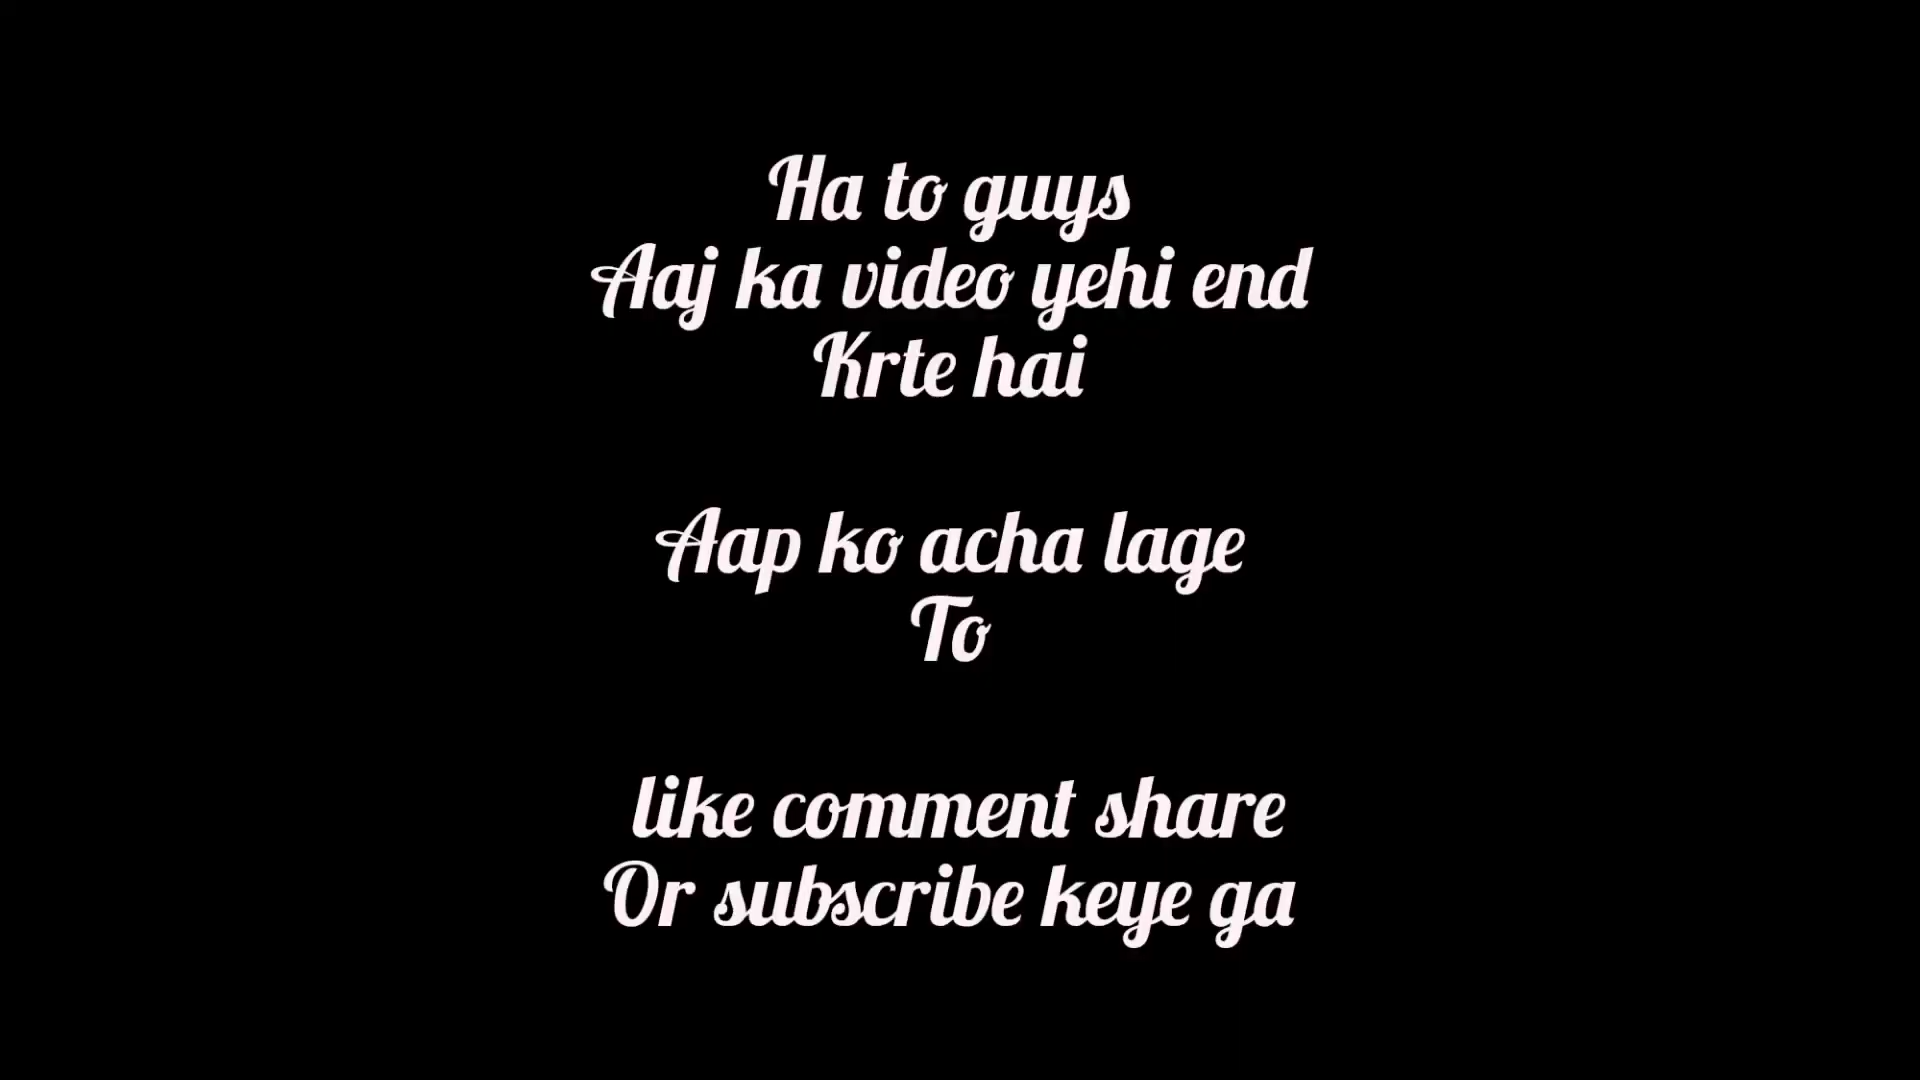 Ha to guys
Aaj ka video yehi end
Krte hai
Aap ko acha lage
To
like comment share
Or subscribe keye ga